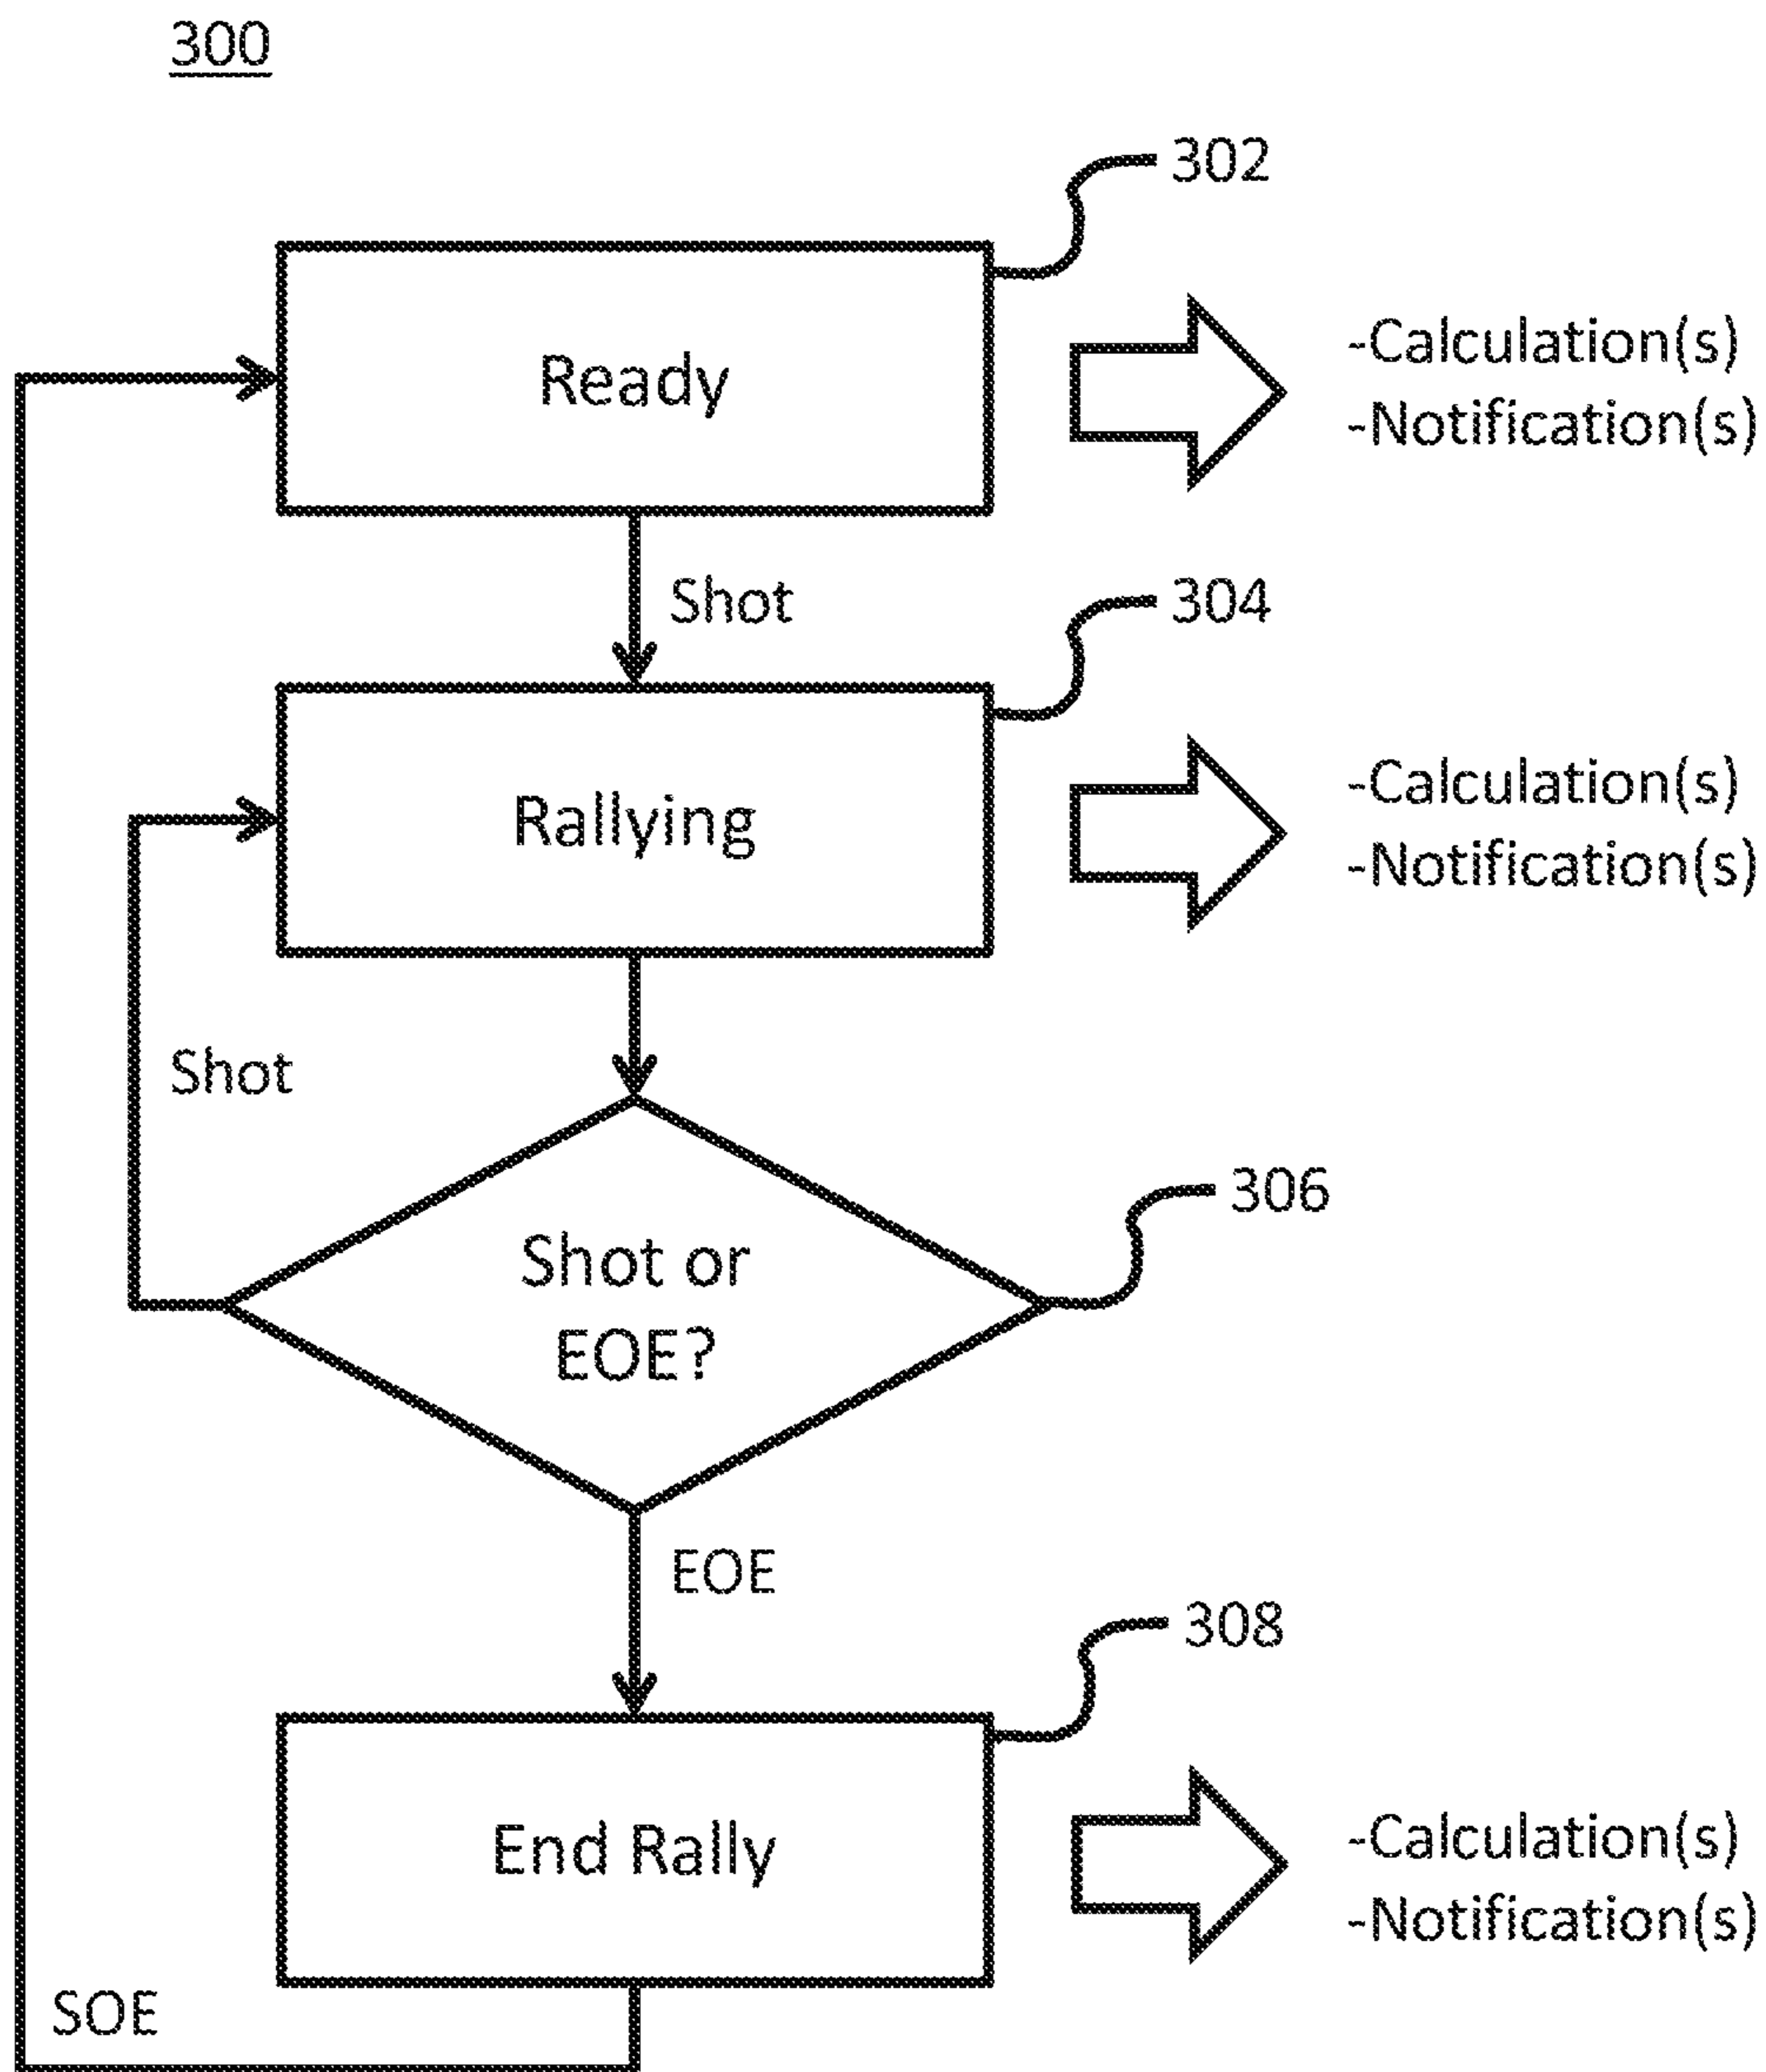 300
302
Ready
-Calculation(s)
-Notification(s)
Shot
304
Rallying
-Calculation(s)
-Notification(s)
Shot
306
Shot or
EOE?
EOE
308
End Rally
-Calculation(s)
-Notification(s)
SOE